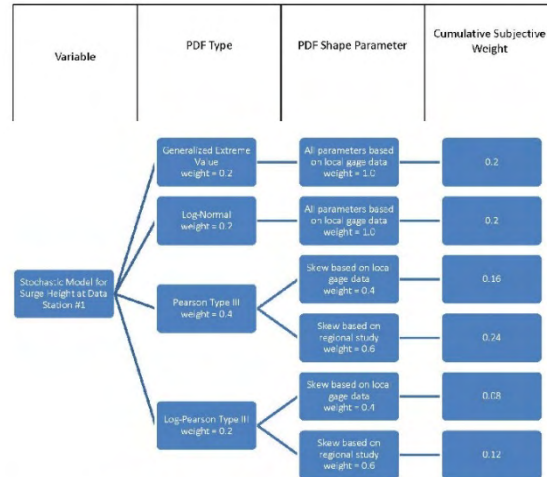 Variable
PDF Type
PDF Shape Parameter
Cumulative Subjective
Weight
Generalized Extreme
Value
weight = 0.2
All parameters based
on local gage data
weight = 1.0
0.2
Log-Normal
weight = 0.2
All parameters based
on local gage data
weight = 1.0
0.2
Stochastic Model for
Surge Height at Data
Station #1
Pearson Type III
weight = 0.4
Skew based on local
gage data
weight = 0.4
0.16
Skew based on
regional study
weight = 0.6
0.24
Log-Pearson Type III
weight = 0.2
Skew based on local
gage data
weight = 0.4
0.08
Skew based on
regional study
weight = 0.6
0.12